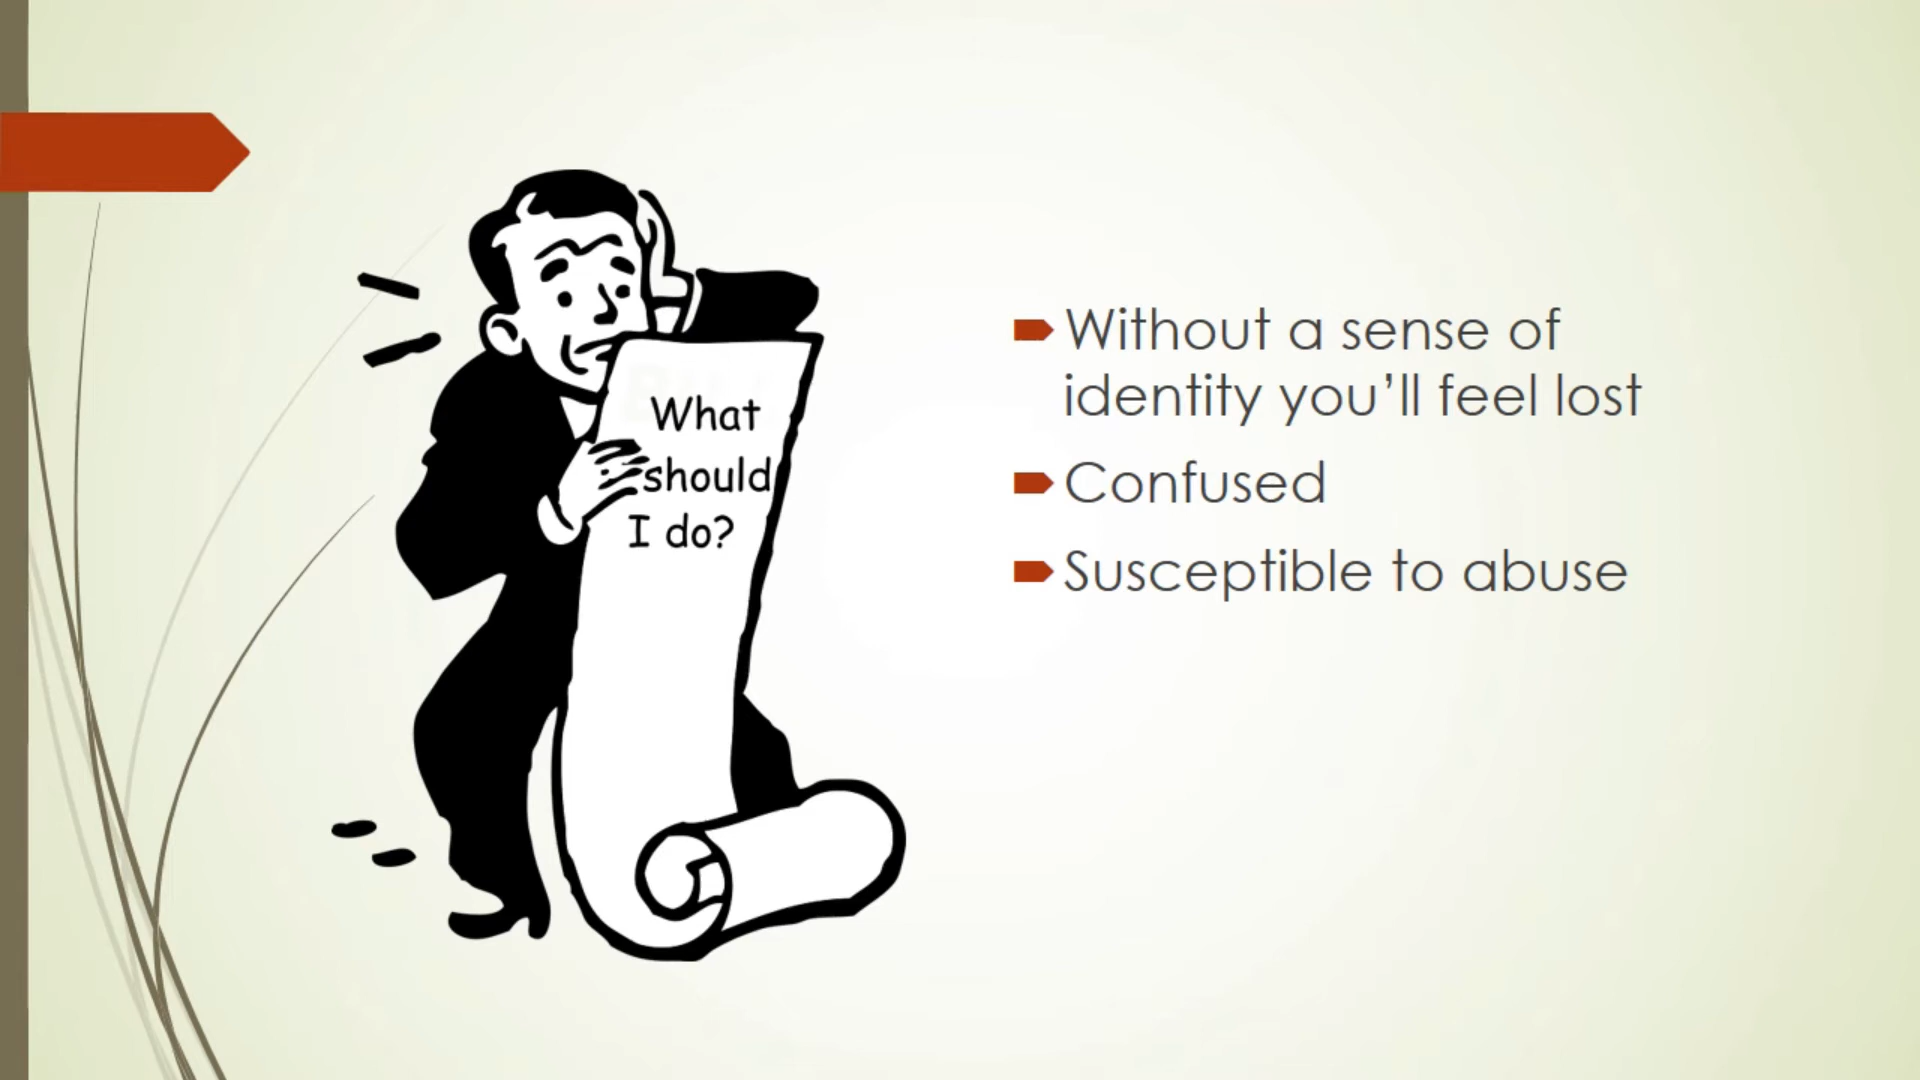 What
should
I do?
Without a sense of
identity you'll feel lost
Confused
Susceptible to abuse